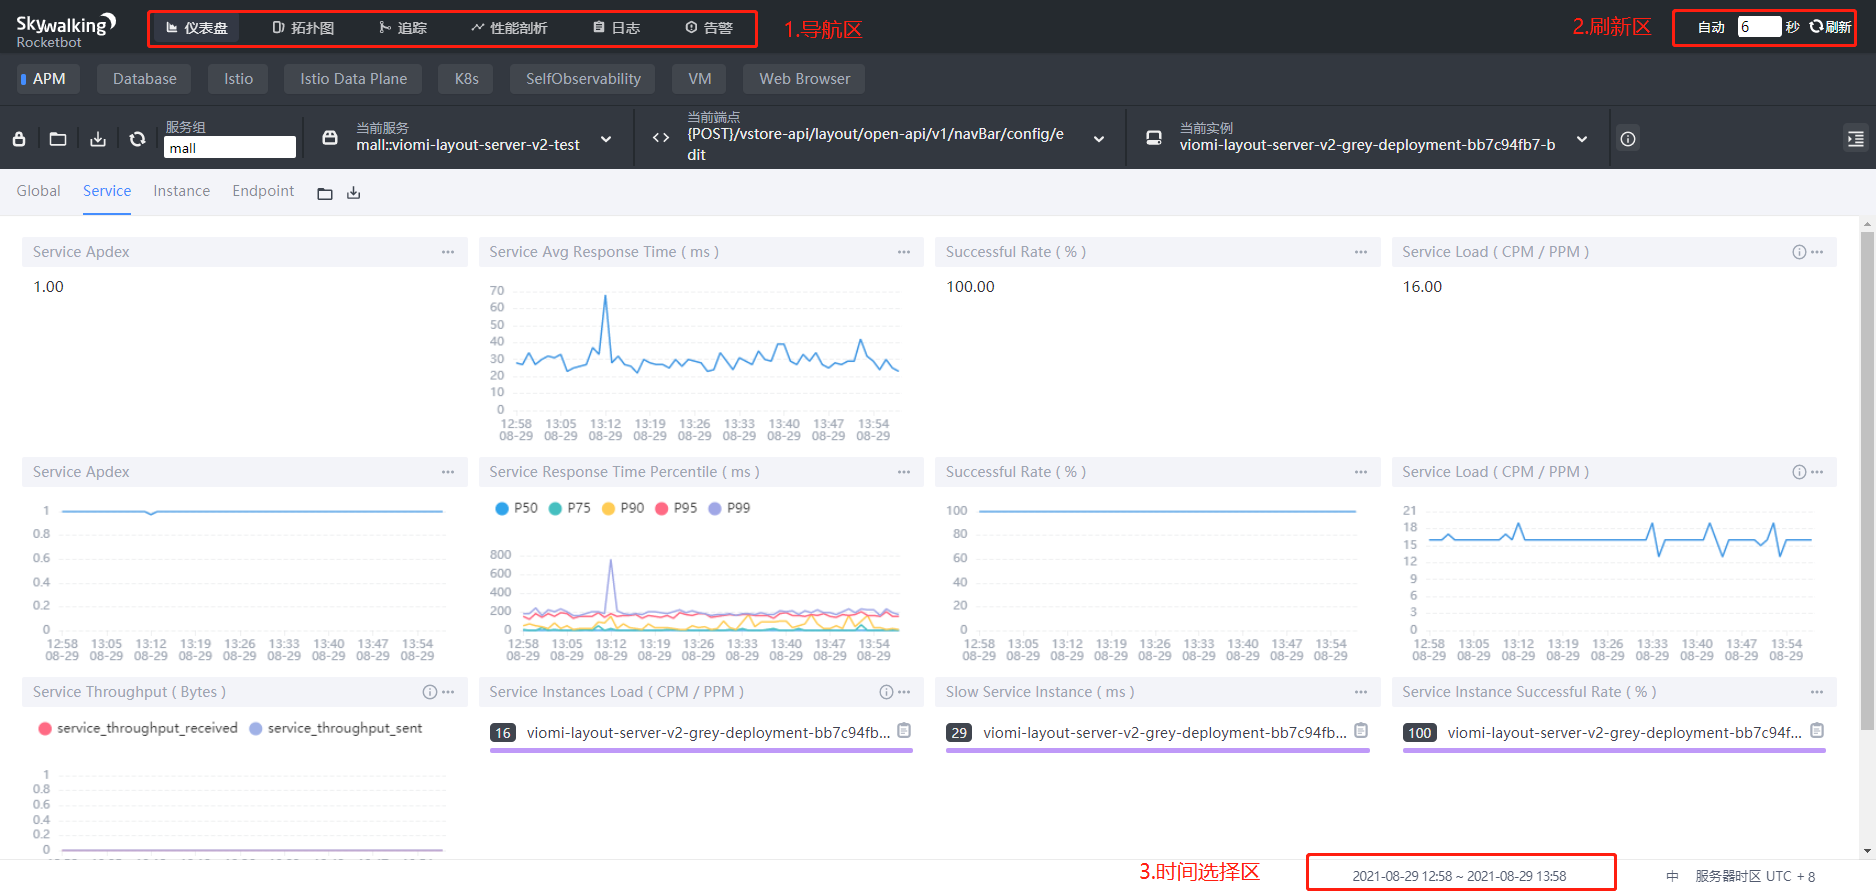 Skywalking
Rocketbot
仪表盘 拓扑图 追踪 性能剖析 日志 告警
1.导航区
2.刷新区
自动 6 秒 刷新
APM Database Istio Istio Data Plane K8s SelfObservability VM Web Browser
服务组
mall
当前服务
mall::viomi-layout-server-v2-test
当前端点
{POST}/vstore-api/layout/open-api/v1/navBar/config/e
dit
当前实例
viomi-layout-server-v2-grey-deployment-bb7c94fb7-b
Global Service Instance Endpoint
Service Apdex
1.00
Service Avg Response Time ( ms )
70
60
50
40
30
20
10
0
12:58 13:05 13:12 13:19 13:26 13:33 13:40 13:47 13:54
08-29 08-29 08-29 08-29 08-29 08-29 08-29 08-29 08-29
Successful Rate ( % )
100.00
Service Load ( CPM / PPM )
16.00
Service Apdex
1
0.8
0.6
0.4
0.2
0
12:58 13:05 13:12 13:19 13:26 13:33 13:40 13:47 13:54
08-29 08-29 08-29 08-29 08-29 08-29 08-29 08-29 08-29
Service Response Time Percentile ( ms )
P50 P75 P90 P95 P99
800
600
400
200
0
12:58 13:05 13:12 13:19 13:26 13:33 13:40 13:47 13:54
08-29 08-29 08-29 08-29 08-29 08-29 08-29 08-29 08-29
Successful Rate ( % )
100
80
60
40
20
0
12:58 13:05 13:12 13:19 13:26 13:33 13:40 13:47 13:54
08-29 08-29 08-29 08-29 08-29 08-29 08-29 08-29 08-29
Service Load ( CPM / PPM )
21
18
15
12
9
6
3
0
12:58 13:05 13:12 13:19 13:26 13:33 13:40 13:47 13:54
08-29 08-29 08-29 08-29 08-29 08-29 08-29 08-29 08-29
Service Throughput ( Bytes )
service_throughput_received service_throughput_sent
1
0.8
0.6
0.4
0.2
0
Service Instances Load ( CPM / PPM )
16 viomi-layout-server-v2-grey-deployment-bb7c94fb...
Slow Service Instance ( ms )
29 viomi-layout-server-v2-grey-deployment-bb7c94fb...
Service Instance Successful Rate ( % )
100 viomi-layout-server-v2-grey-deployment-bb7c94f...
3.时间选择区
2021-08-29 12:58 ~ 2021-08-29 13:58
中 服务器时区 UTC + 8